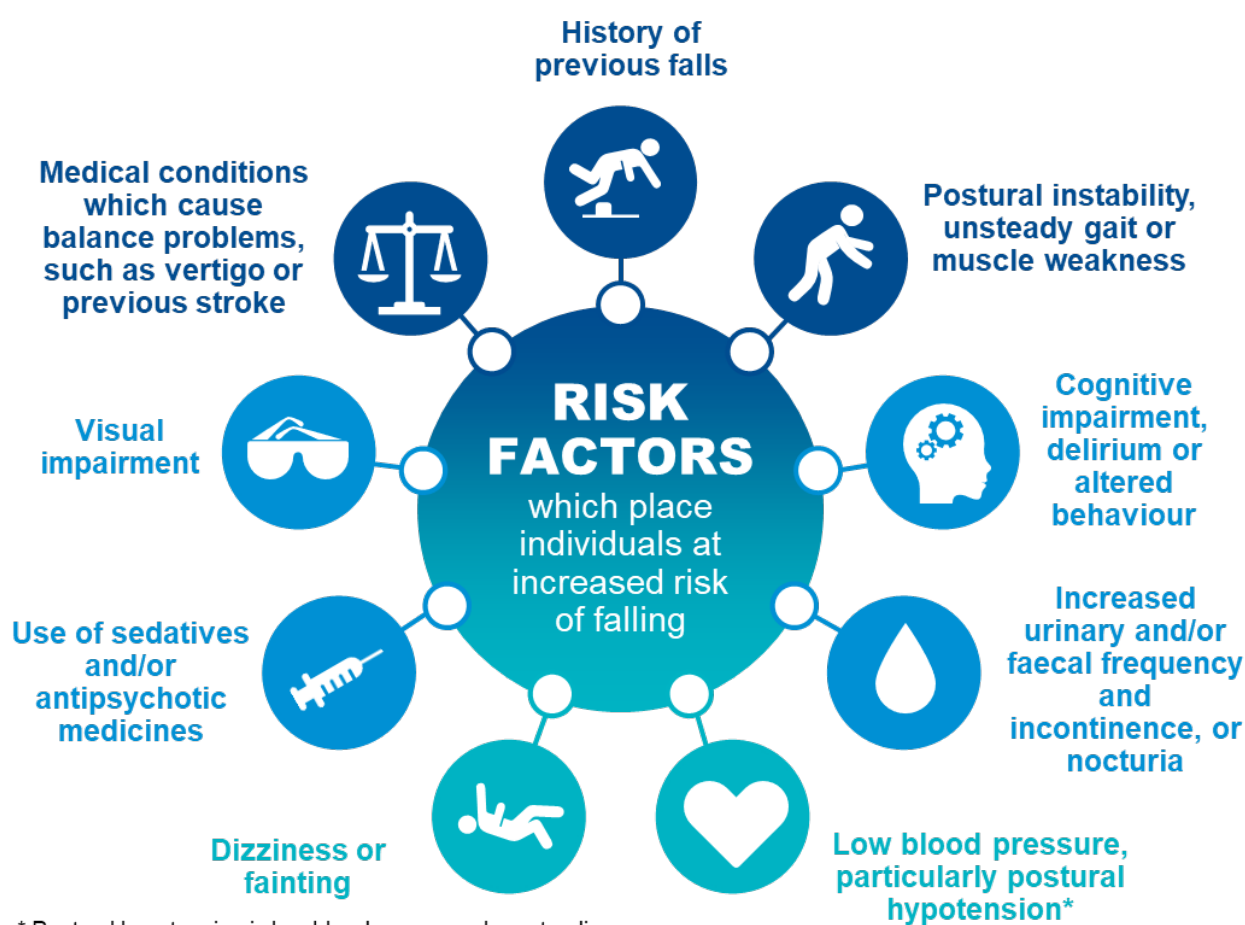 History of
previous falls
Medical conditions
which cause
balance problems,
such as vertigo or
previous stroke
Postural instability,
unsteady gait or
muscle weakness
RISK
FACTORS
which place
individuals at
increased risk
of falling
Visual
impairment
Cognitive
impairment,
delirium or
altered
behaviour
Use of sedatives
and/or
antipsychotic
medicines
Increased
urinary and/or
faecal frequency
and
incontinence, or
nocturia
Dizziness or
fainting
Low blood pressure,
particularly postural
hypotension*